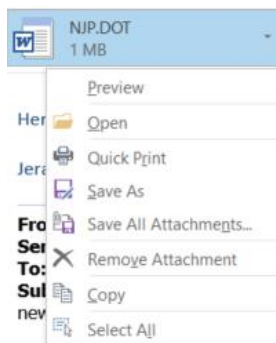 NJP.DOT
1 MB
Preview
Open
Her
Quick Print
Jera
Save As
Save All Attachments...
Fro
Ser
Remove Attachment
To:
Sul
Copy
new
Select All